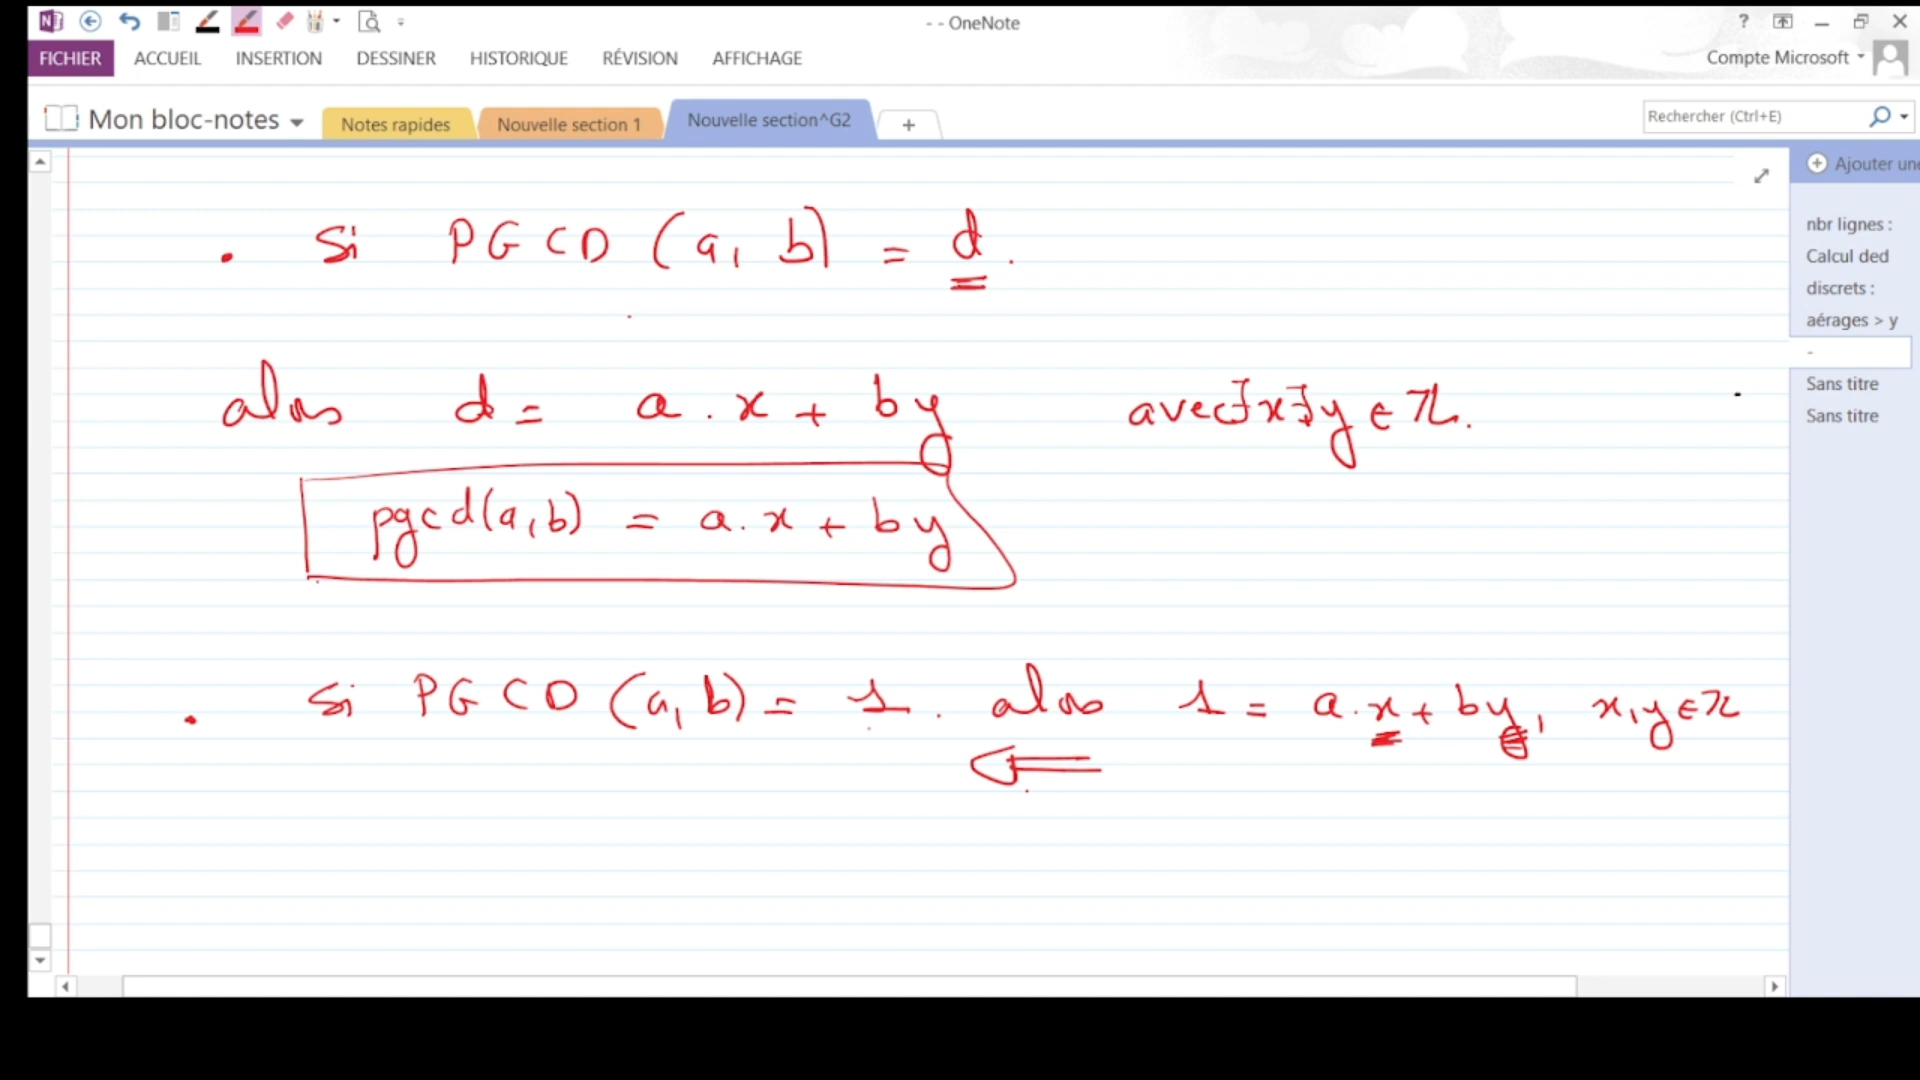 - - OneNote
?
FICHIER ACCUEIL INSERTION DESSINER HISTORIQUE RÉVISION AFFICHAGE Compte Microsoft
Mon bloc-notes Notes rapides Nouvelle section 1 Nouvelle section^G2 + Rechercher (Ctrl+E)
Ajouter une
nbr lignes :
Calcul ded
discrets :
aérages > y
-
Sans titre
Sans titre
. Si PGCD (a, b) = d.
alors d = a . x + by avec ∃x ∃y ∈ ℤ.
pgcd(a,b) = a.x + by
. Si PGCD (a, b) = 1. alors 1 = a.x + by, x,y ∈ ℤ
⇐